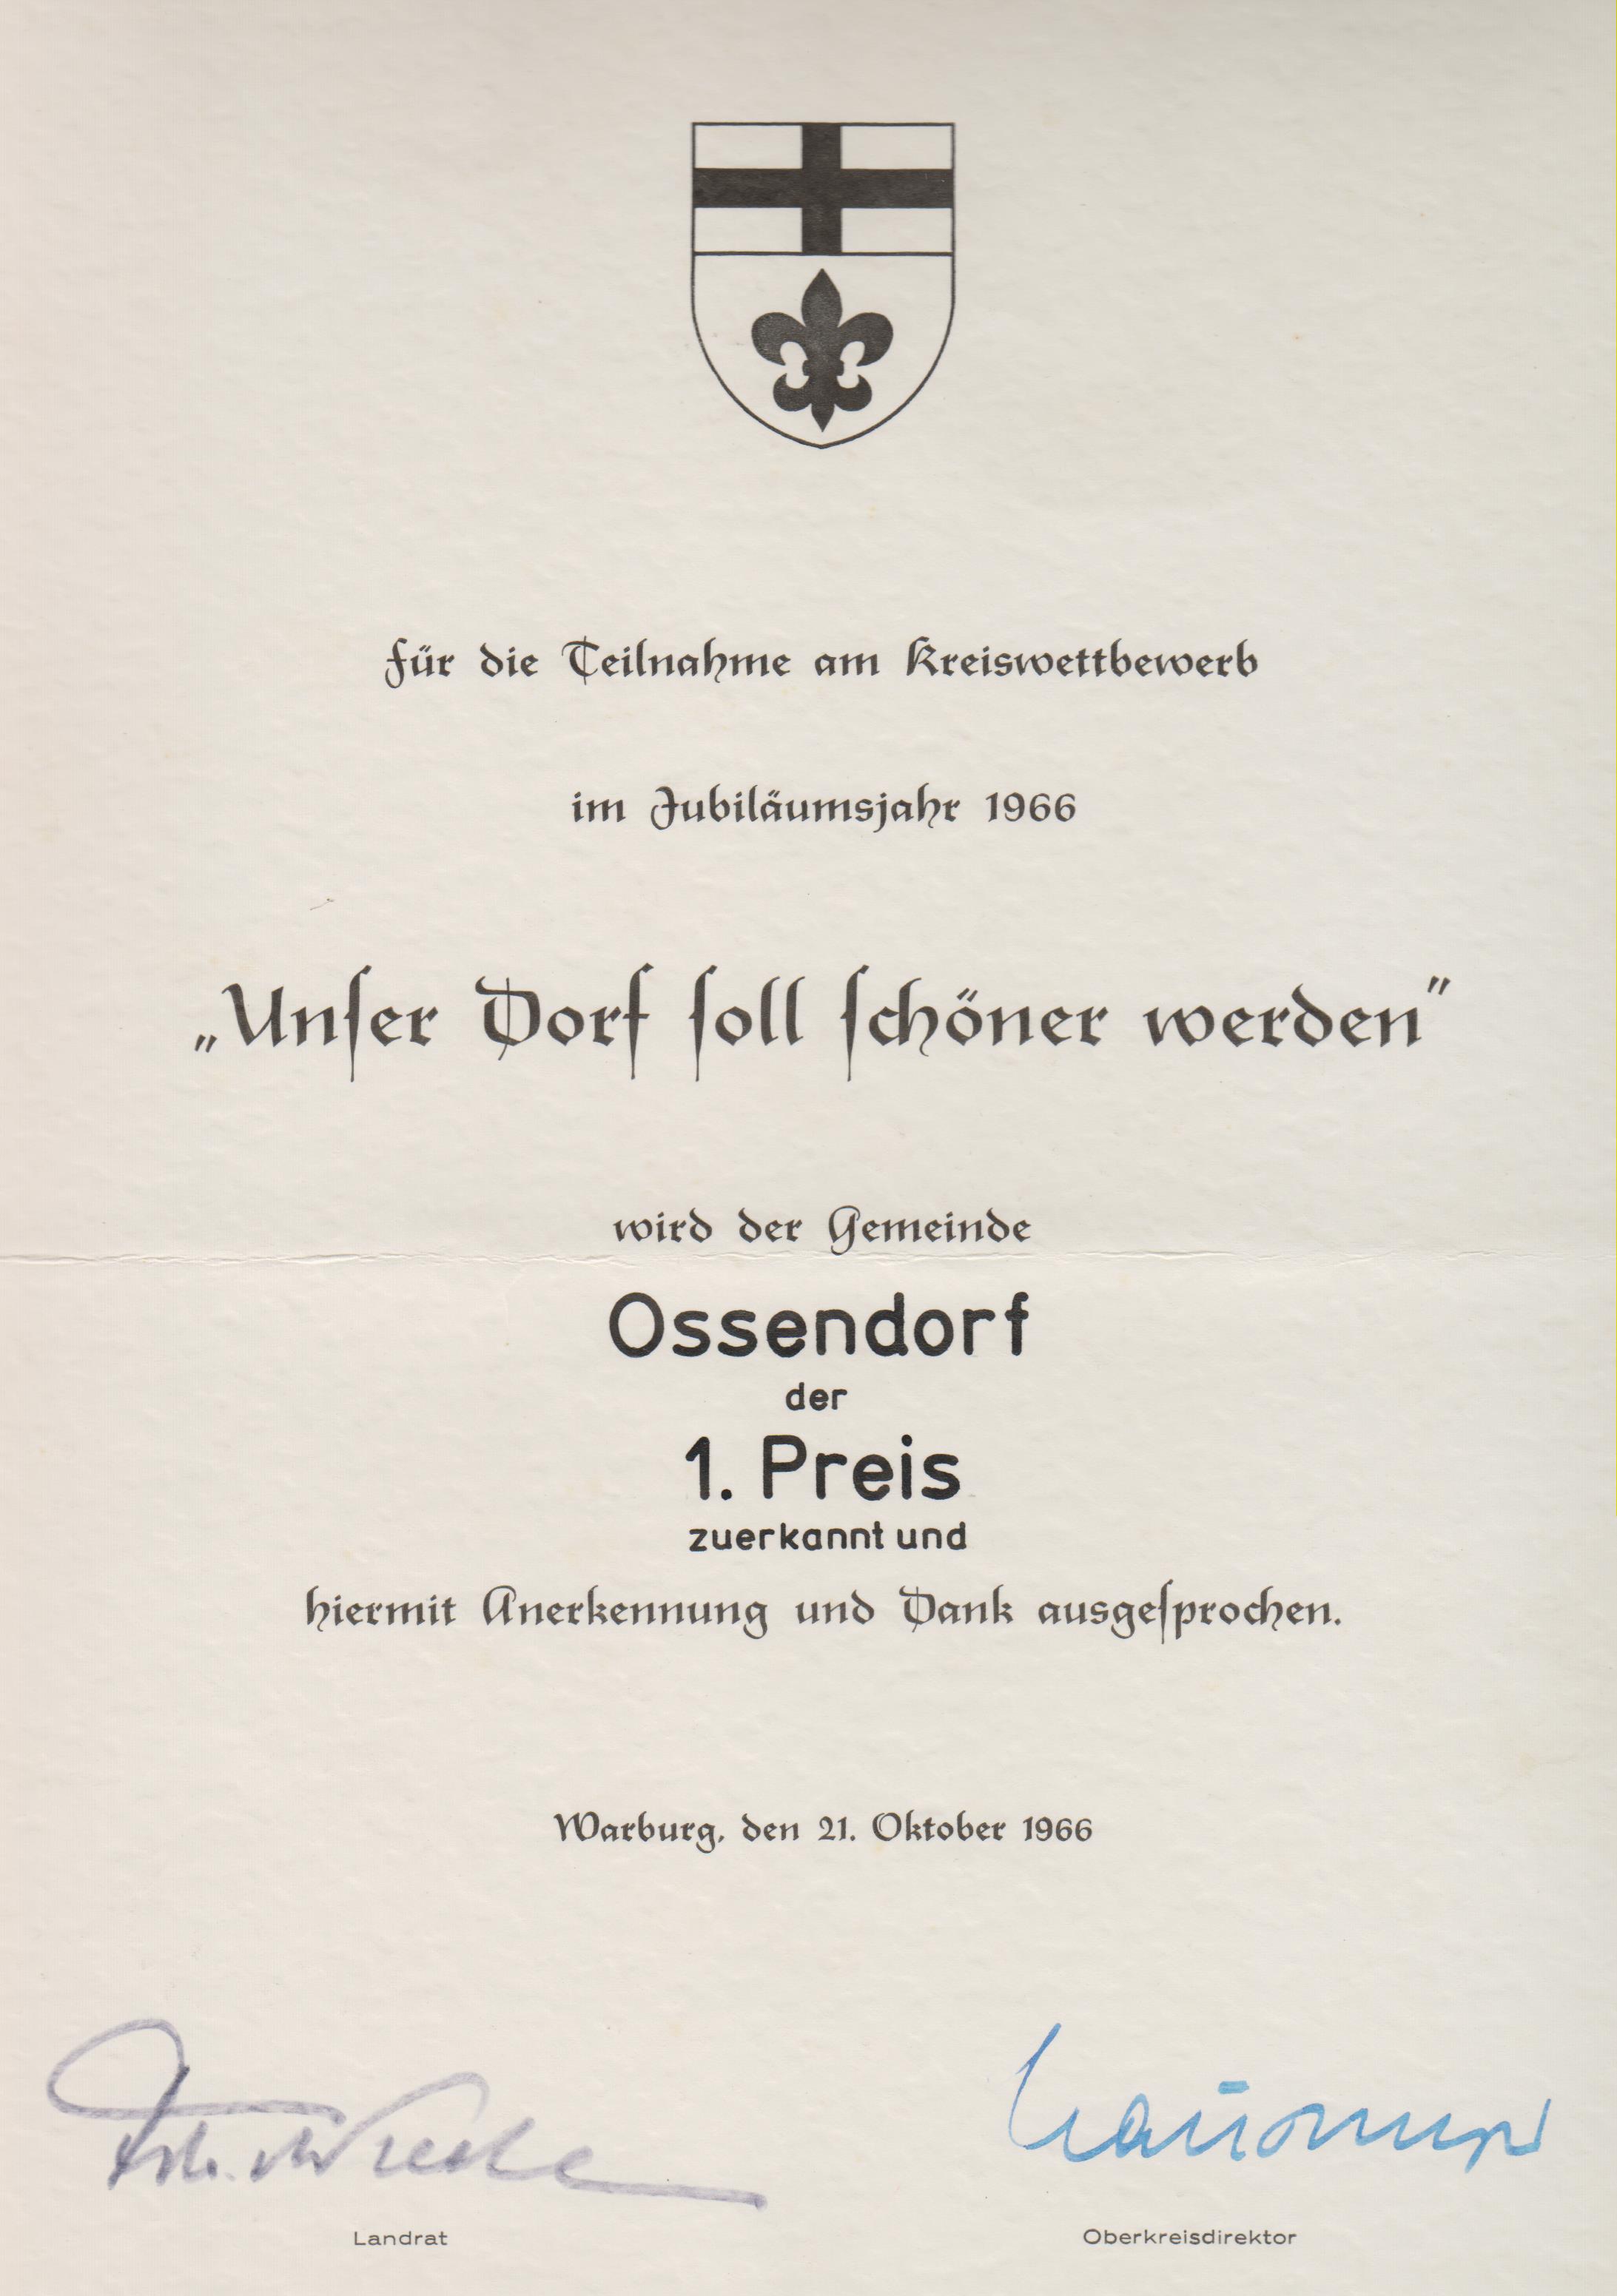 für die Teilnahme am Kreiswettbewerb
im Jubiläumsjahr 1966
„Unſer Dorf ſoll ſchöner werden“
wird der Gemeinde
Ossendorf
der
1. Preis
zuerkannt und
hiermit Anerkennung und Dank ausgeſprochen.
Warburg, den 21. Oktober 1966
Landrat
Oberkreisdirektor